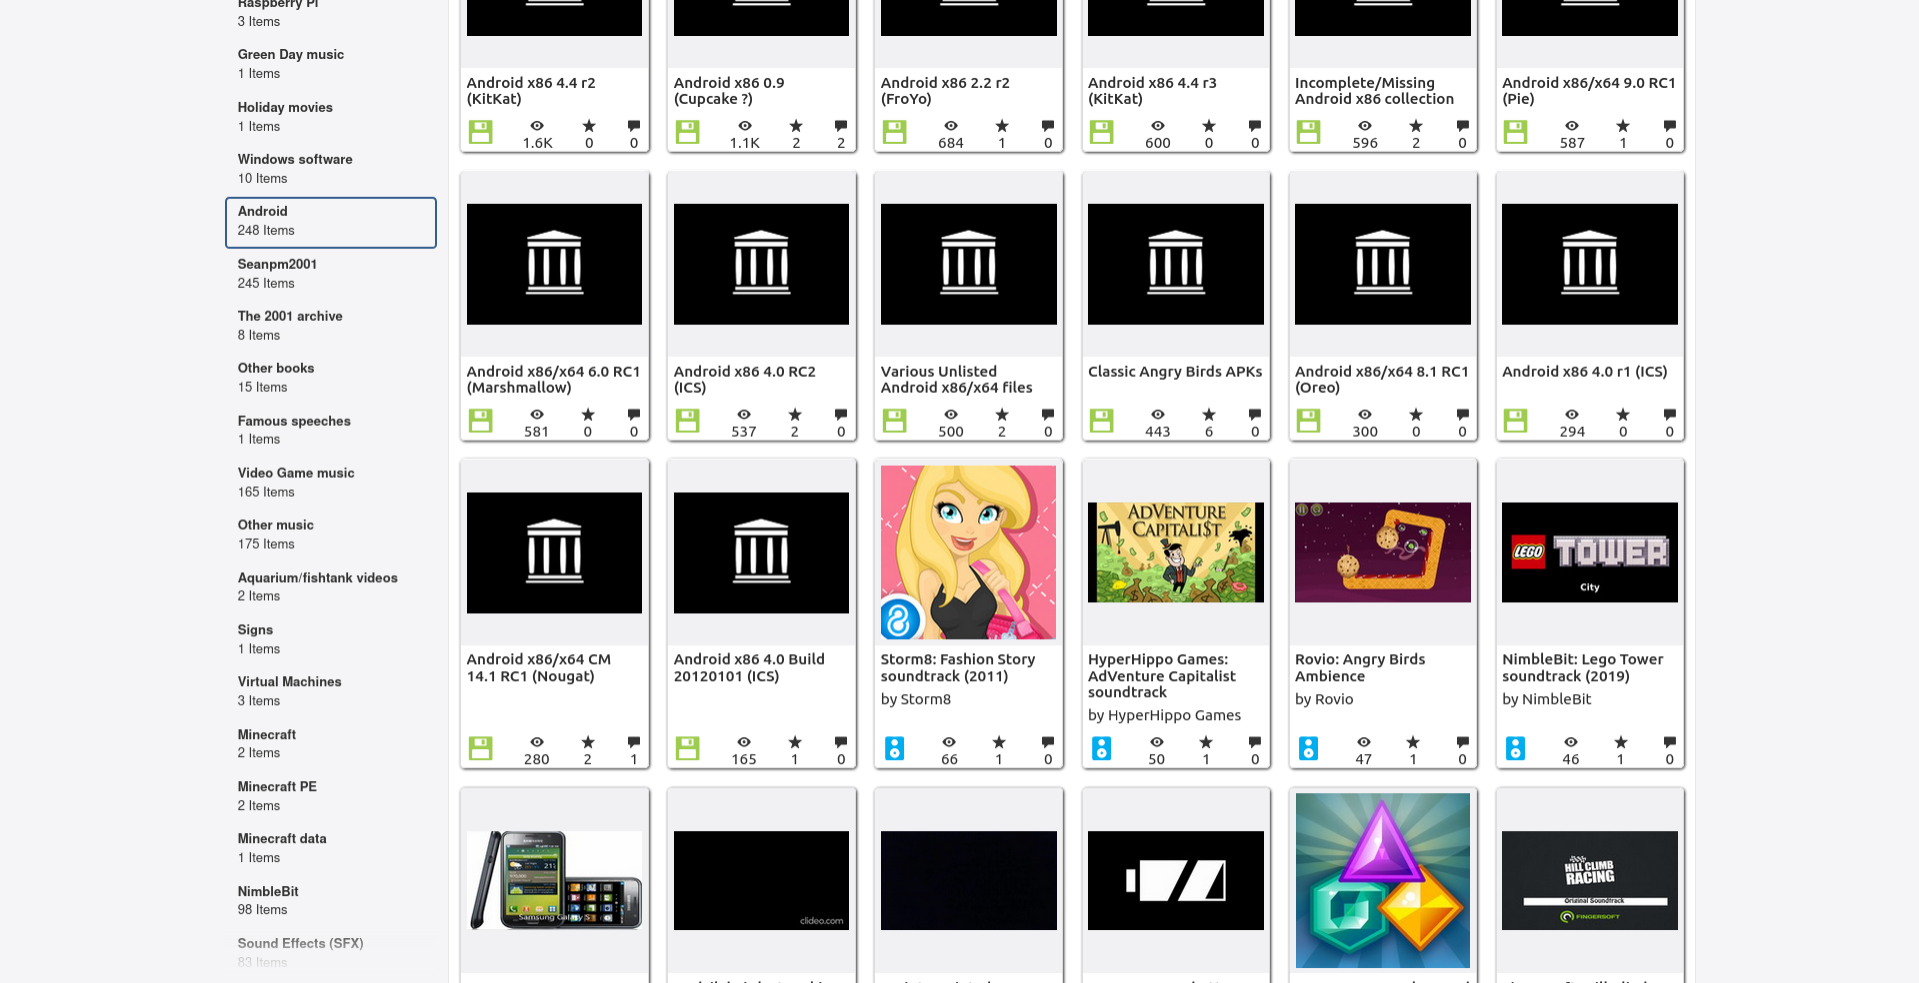 Raspberry Pi
3 Items
Green Day music
1 Items
Holiday movies
1 Items
Windows software
10 Items
Android
248 Items
Seanpm2001
245 Items
The 2001 archive
8 Items
Other books
15 Items
Famous speeches
1 Items
Video Game music
165 Items
Other music
175 Items
Aquarium/fishtank videos
2 Items
Signs
1 Items
Virtual Machines
3 Items
Minecraft
2 Items
Minecraft PE
2 Items
Minecraft data
1 Items
NimbleBit
98 Items
Sound Effects (SFX)
83 Items
Android x86 4.4 r2
(KitKat)
1.6K 0 0
Android x86 0.9
(Cupcake ?)
1.1K 2 2
Android x86 2.2 r2
(FroYo)
684 1 0
Android x86 4.4 r3
(KitKat)
600 0 0
Incomplete/Missing
Android x86 collection
596 2 0
Android x86/x64 9.0 RC1
(Pie)
587 1 0
Android x86/x64 6.0 RC1
(Marshmallow)
581 0 0
Android x86 4.0 RC2
(ICS)
537 2 0
Various Unlisted
Android x86/x64 files
500 2 0
Classic Angry Birds APKs
443 6 0
Android x86/x64 8.1 RC1
(Oreo)
300 0 0
Android x86 4.0 r1 (ICS)
294 0 0
Android x86/x64 CM
14.1 RC1 (Nougat)
280 2 1
Android x86 4.0 Build
20120101 (ICS)
165 1 0
Storm8: Fashion Story
soundtrack (2011)
by Storm8
66 1 0
ADVENTURE
CAPITALI$T
HyperHippo Games:
AdVenture Capitalist
soundtrack
by HyperHippo Games
50 1 0
Rovio: Angry Birds
Ambience
by Rovio
47 1 0
LEGO TOWER
City
NimbleBit: Lego Tower
soundtrack (2019)
by NimbleBit
46 1 0
SAMSUNG
Samsung Galaxy S
clideo.com
HILL CLIMB
RACING
Original Soundtrack
FINGERSOFT